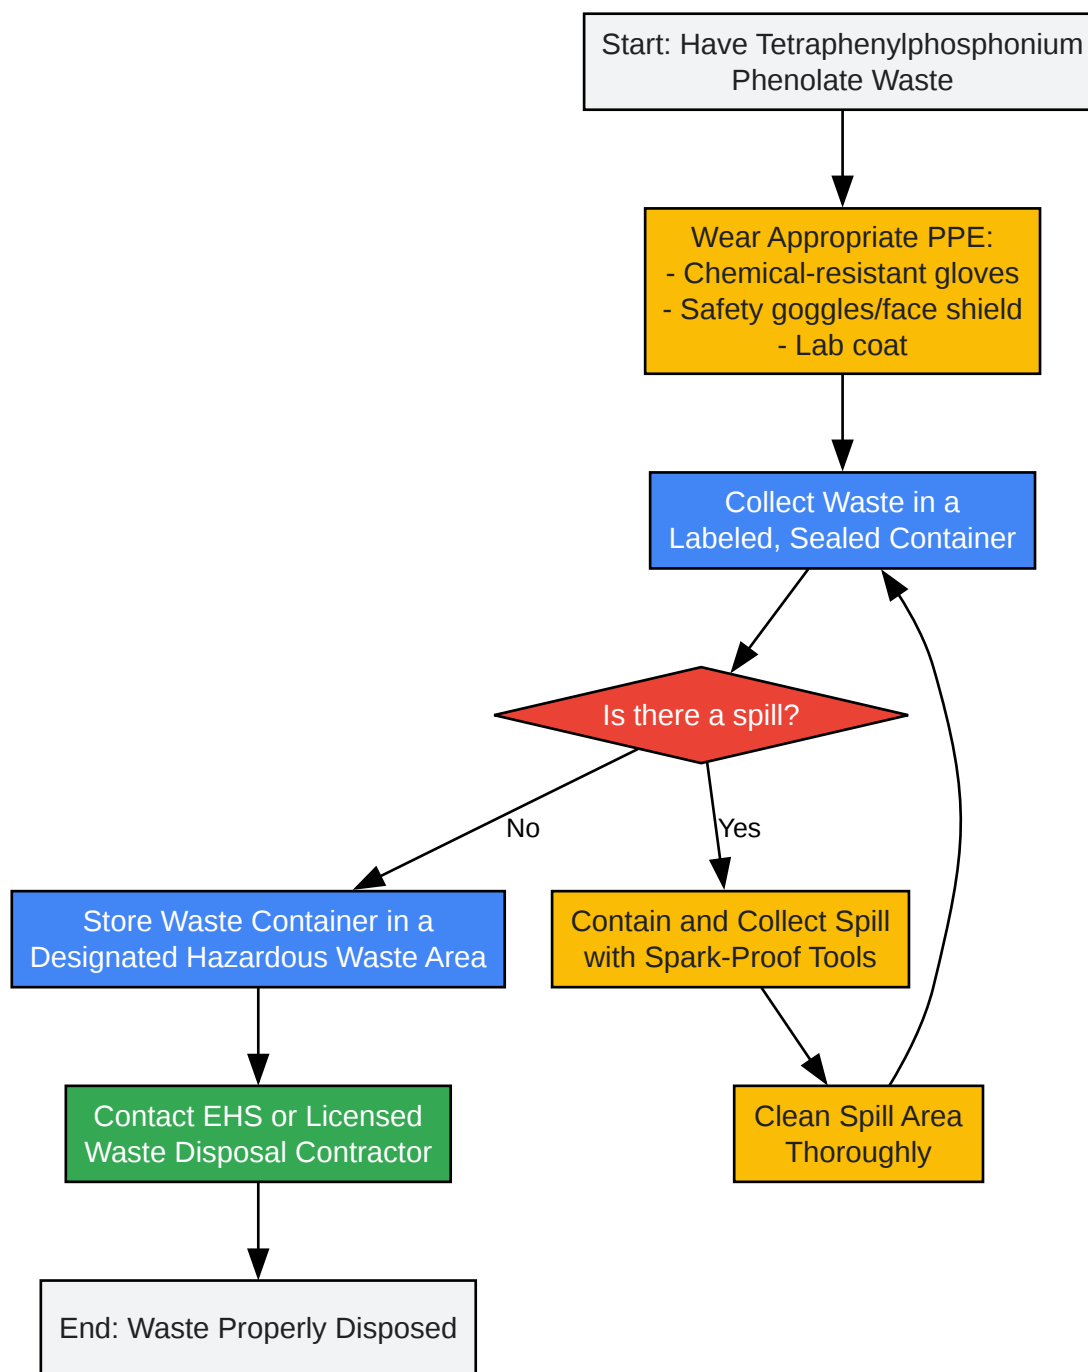 Start: Have Tetraphenylphosphonium
Phenolate Waste
Wear Appropriate PPE:
- Chemical-resistant gloves
- Safety goggles/face shield
- Lab coat
Collect Waste in a
Labeled, Sealed Container
Is there a spill?
No
Yes
Store Waste Container in a
Designated Hazardous Waste Area
Contain and Collect Spill
with Spark-Proof Tools
Contact EHS or Licensed
Waste Disposal Contractor
Clean Spill Area
Thoroughly
End: Waste Properly Disposed